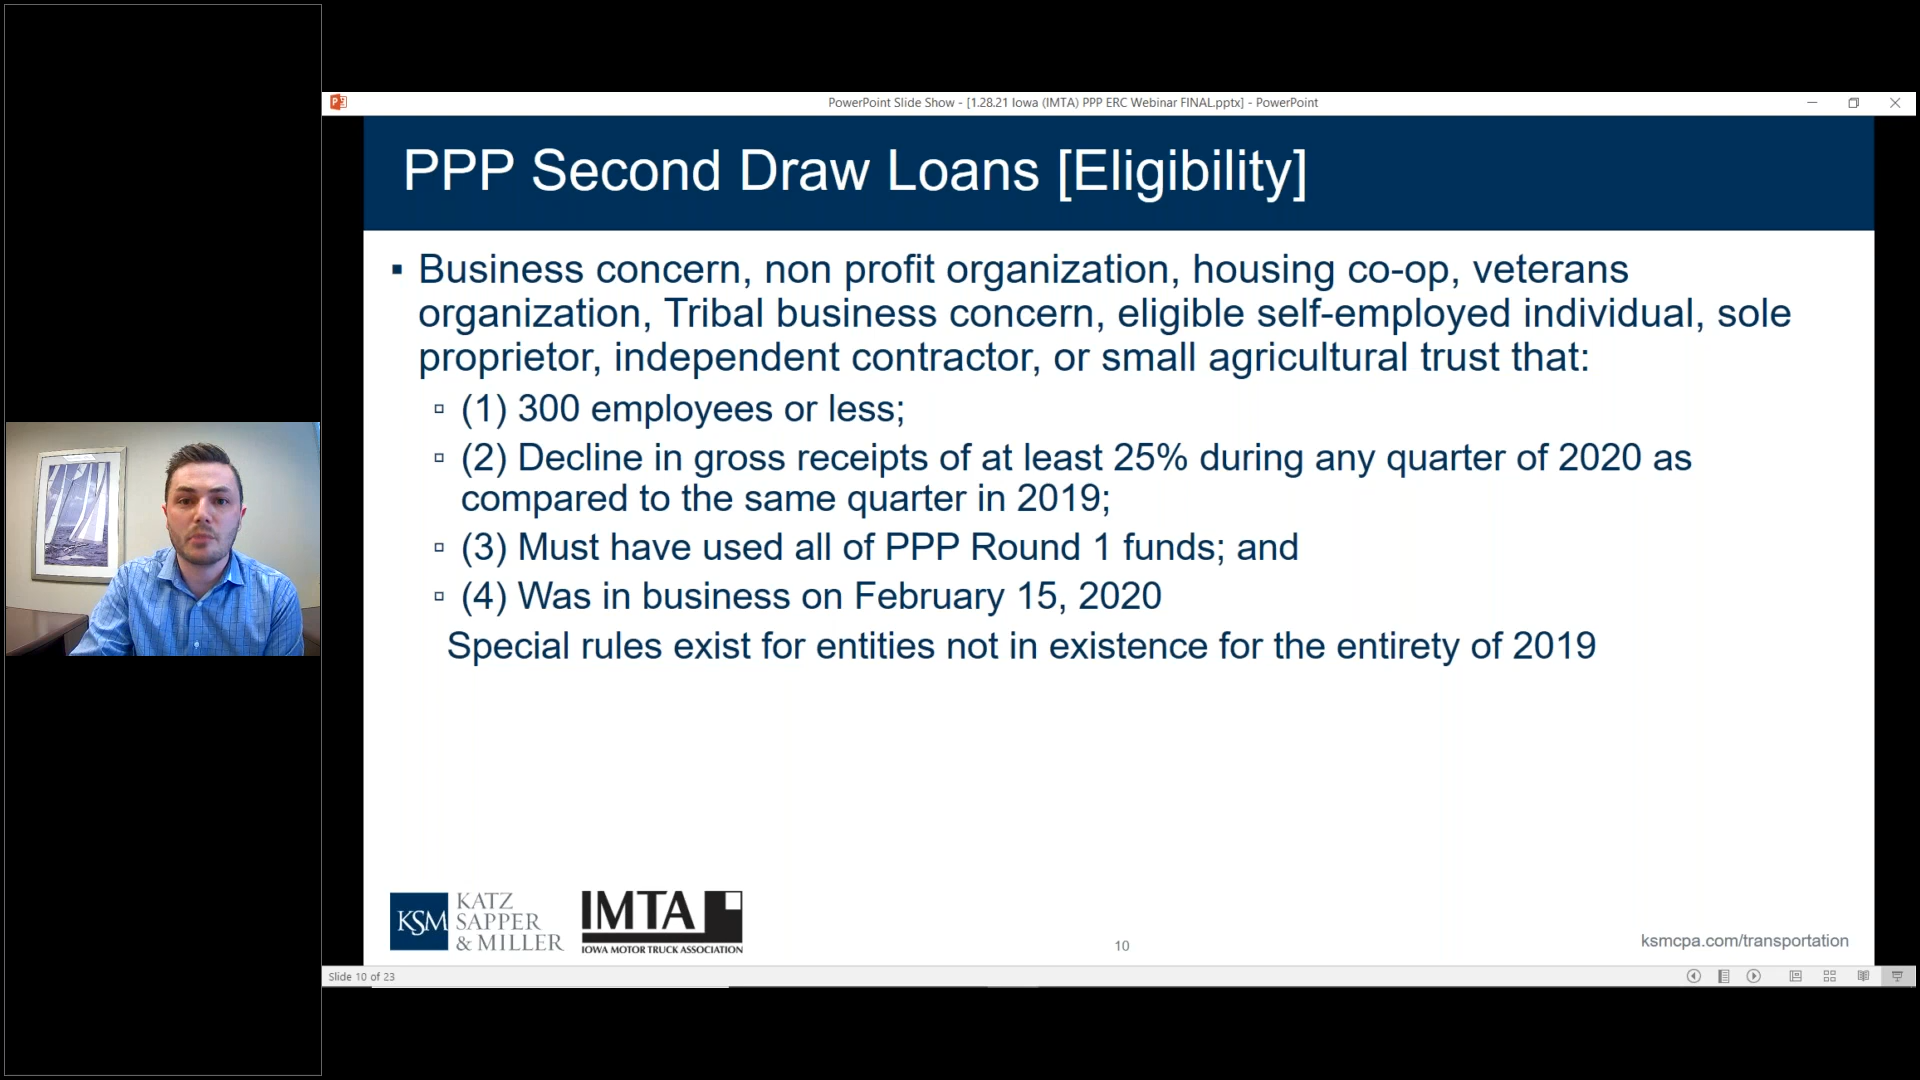 PowerPoint Slide Show - [1.28.21 Iowa (IMTA) PPP ERC Webinar FINAL.pptx] - PowerPoint
PPP Second Draw Loans [Eligibility]
▪ Business concern, non profit organization, housing co-op, veterans
organization, Tribal business concern, eligible self-employed individual, sole
proprietor, independent contractor, or small agricultural trust that:
▫ (1) 300 employees or less;
▫ (2) Decline in gross receipts of at least 25% during any quarter of 2020 as
compared to the same quarter in 2019;
▫ (3) Must have used all of PPP Round 1 funds; and
▫ (4) Was in business on February 15, 2020
Special rules exist for entities not in existence for the entirety of 2019
KSM
KATZ
SAPPER
& MILLER
IMTA
IOWA MOTOR TRUCK ASSOCIATION
10
ksmcpa.com/transportation
Slide 10 of 23